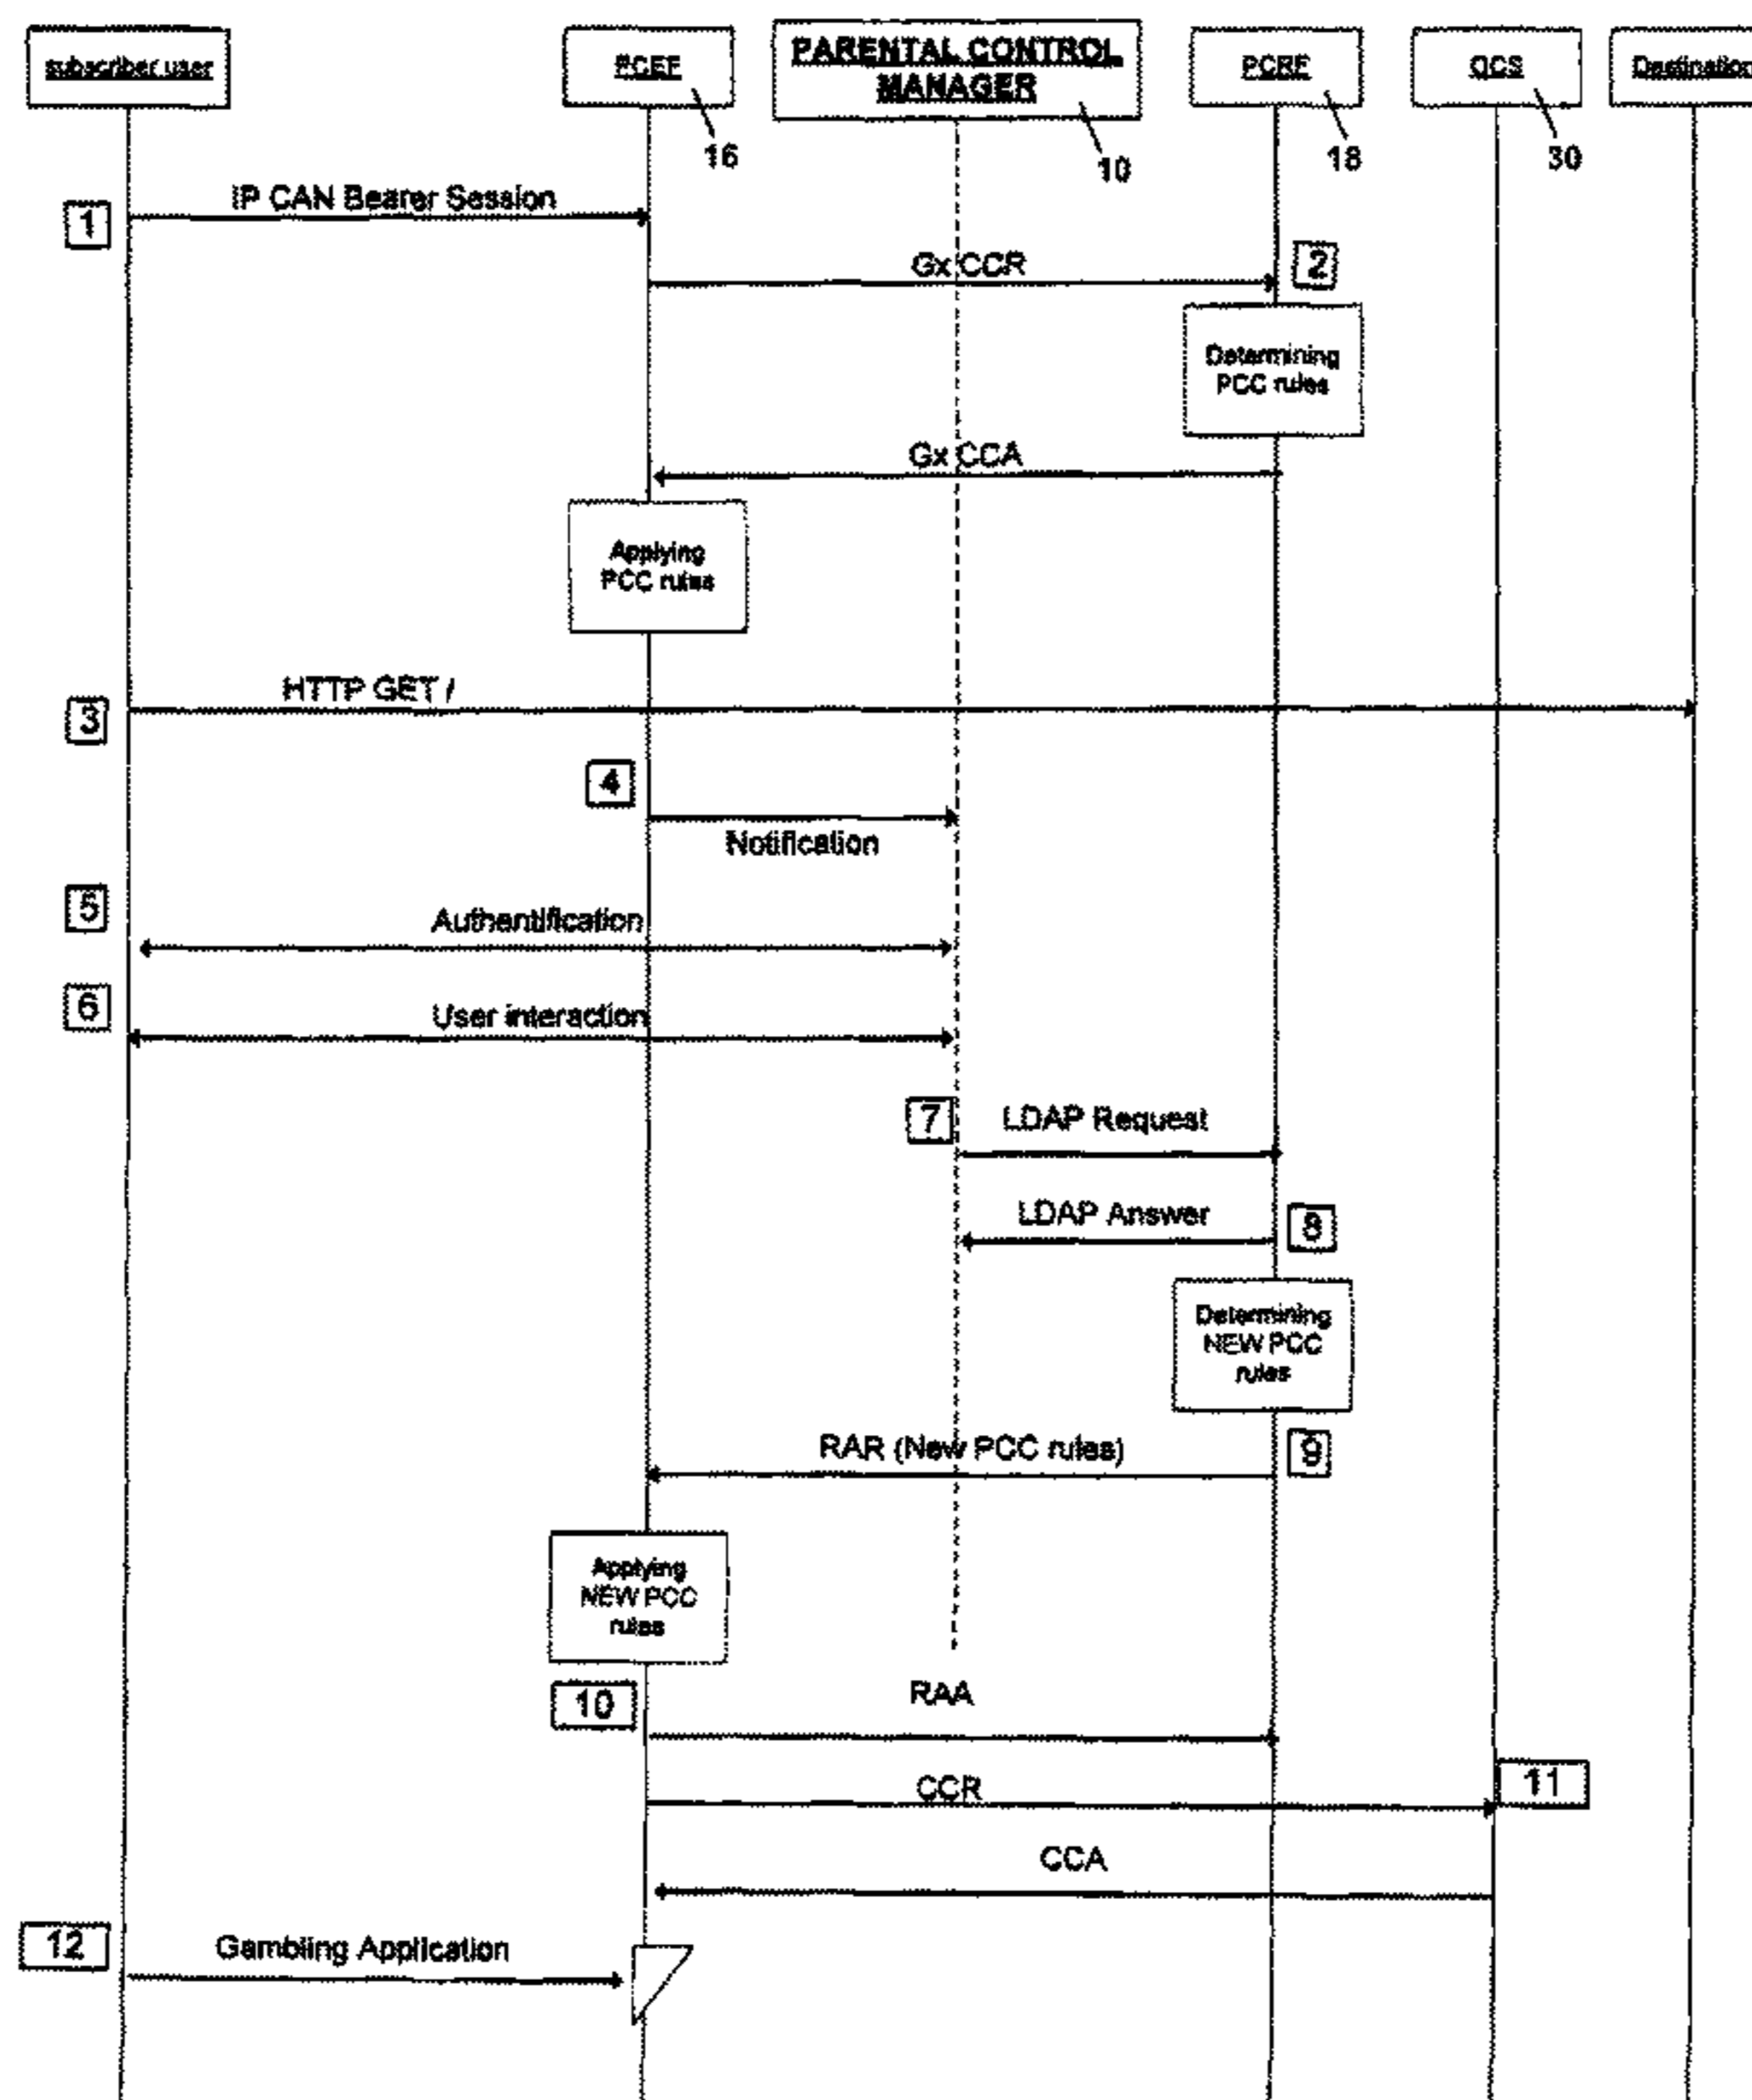 subscriber user
PCEF
PARENTAL CONTROL
MANAGER
PCRF
OCS
Destination
16
10
18
30
IP CAN Bearer Session
1
Gx CCR
2
Determining
PCC rules
Gx CCA
Applying
PCC rules
HTTP GET /
3
4
Notification
5
Authentification
6
User interaction
7
LDAP Request
LDAP Answer
8
Determining
NEW PCC
rules
RAR (New PCC rules)
9
Applying
NEW PCC
rules
10
RAA
CCR
11
CCA
12
Gambling Application